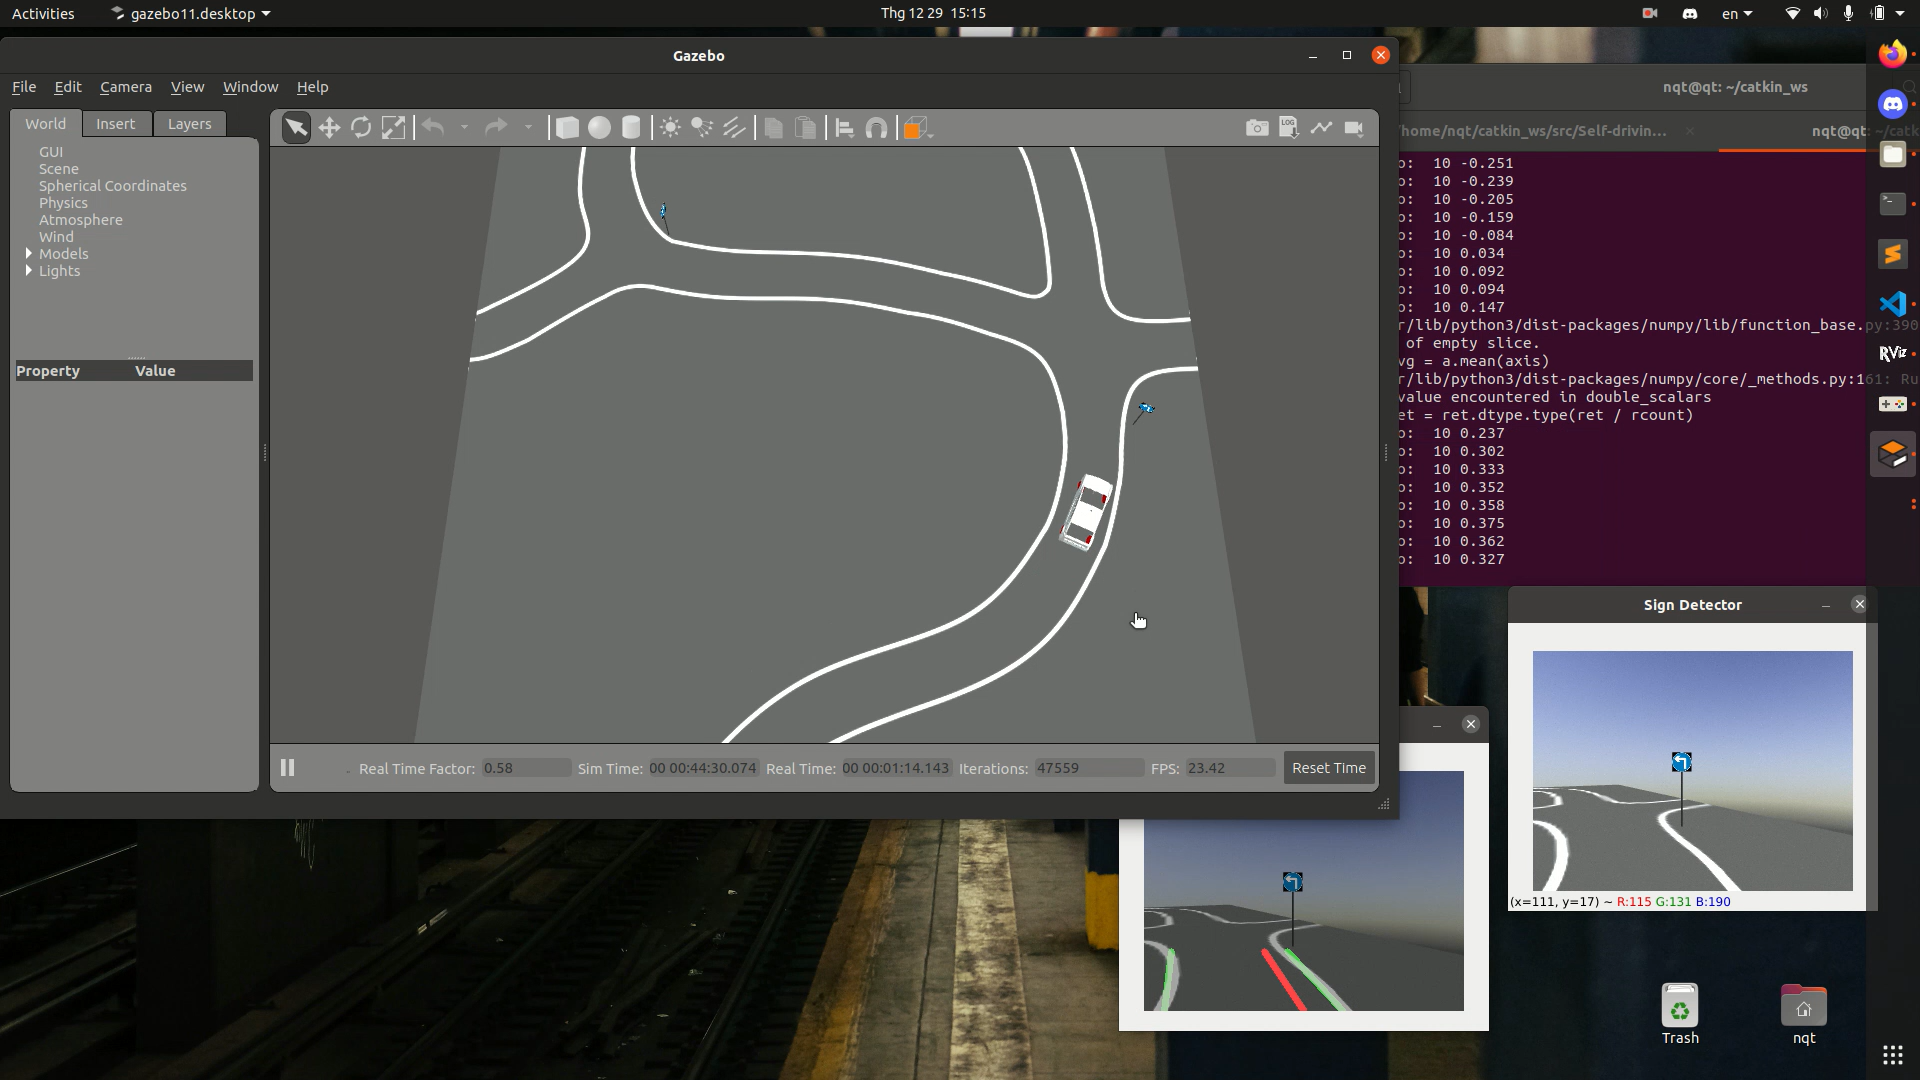 Activities
gazebo11.desktop
Thg 12 29 15:15
en
Gazebo
File Edit Camera View Window Help
World Insert Layers
LOG
GUI
Scene
Spherical Coordinates
Physics
Atmosphere
Wind
Models
Lights
Property Value
Real Time Factor: 0.58 Sim Time: 00 00:44:30.074 Real Time: 00 00:01:14.143 Iterations: 47559 FPS: 23.42 Reset Time
nqt@qt: ~/catkin_ws
/home/nqt/catkin_ws/src/Self-drivin...
nqt@qt: ~/catk
: 10 -0.251
: 10 -0.239
: 10 -0.205
: 10 -0.159
: 10 -0.084
: 10 0.034
: 10 0.092
: 10 0.094
: 10 0.147
r/lib/python3/dist-packages/numpy/lib/function_base.py:390
of empty slice.
vg = a.mean(axis)
r/lib/python3/dist-packages/numpy/core/_methods.py:161: Ru
value encountered in double_scalars
et = ret.dtype.type(ret / rcount)
: 10 0.237
: 10 0.302
: 10 0.333
: 10 0.352
: 10 0.358
: 10 0.375
: 10 0.362
: 10 0.327
RViz
Sign Detector
(x=111, y=17) ~ R:115 G:131 B:190
Trash
nqt